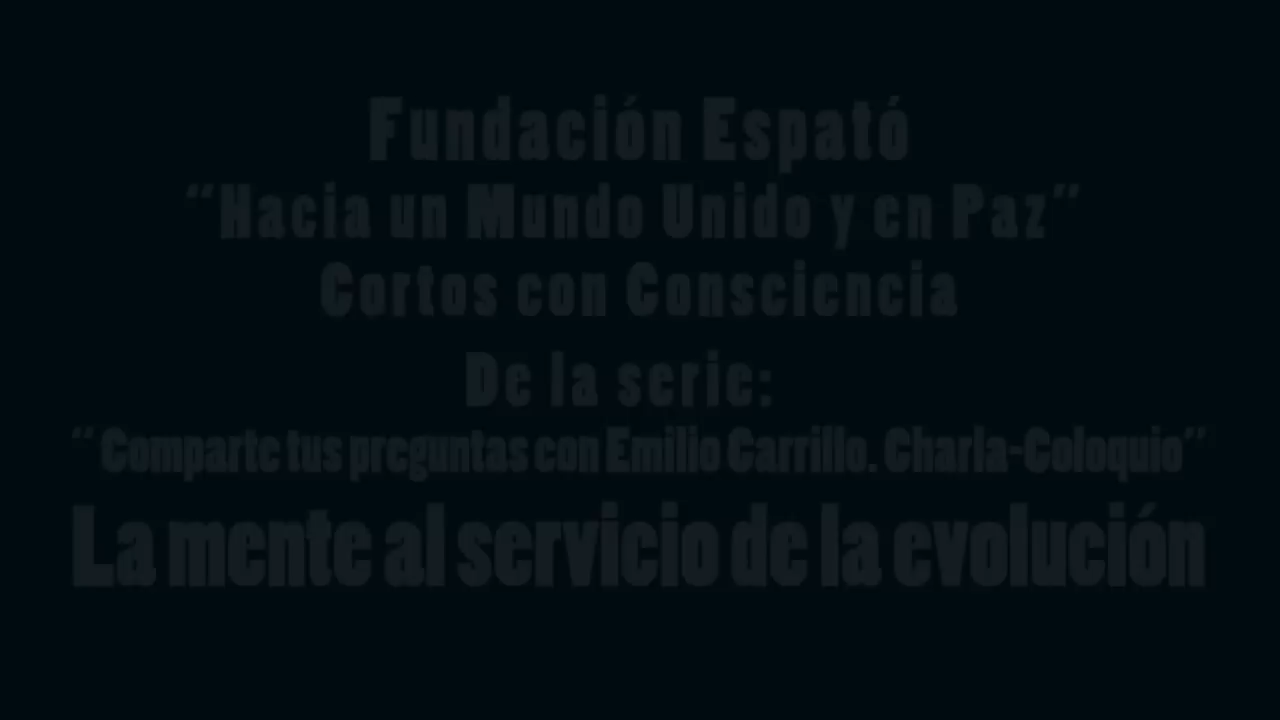 Fundación Espató
“Hacia un Mundo Unido y en Paz”
Cortos con Consciencia
De la serie:
“Comparte tus preguntas con Emilio Carrillo. Charla-Coloquio”
La mente al servicio de la evolución